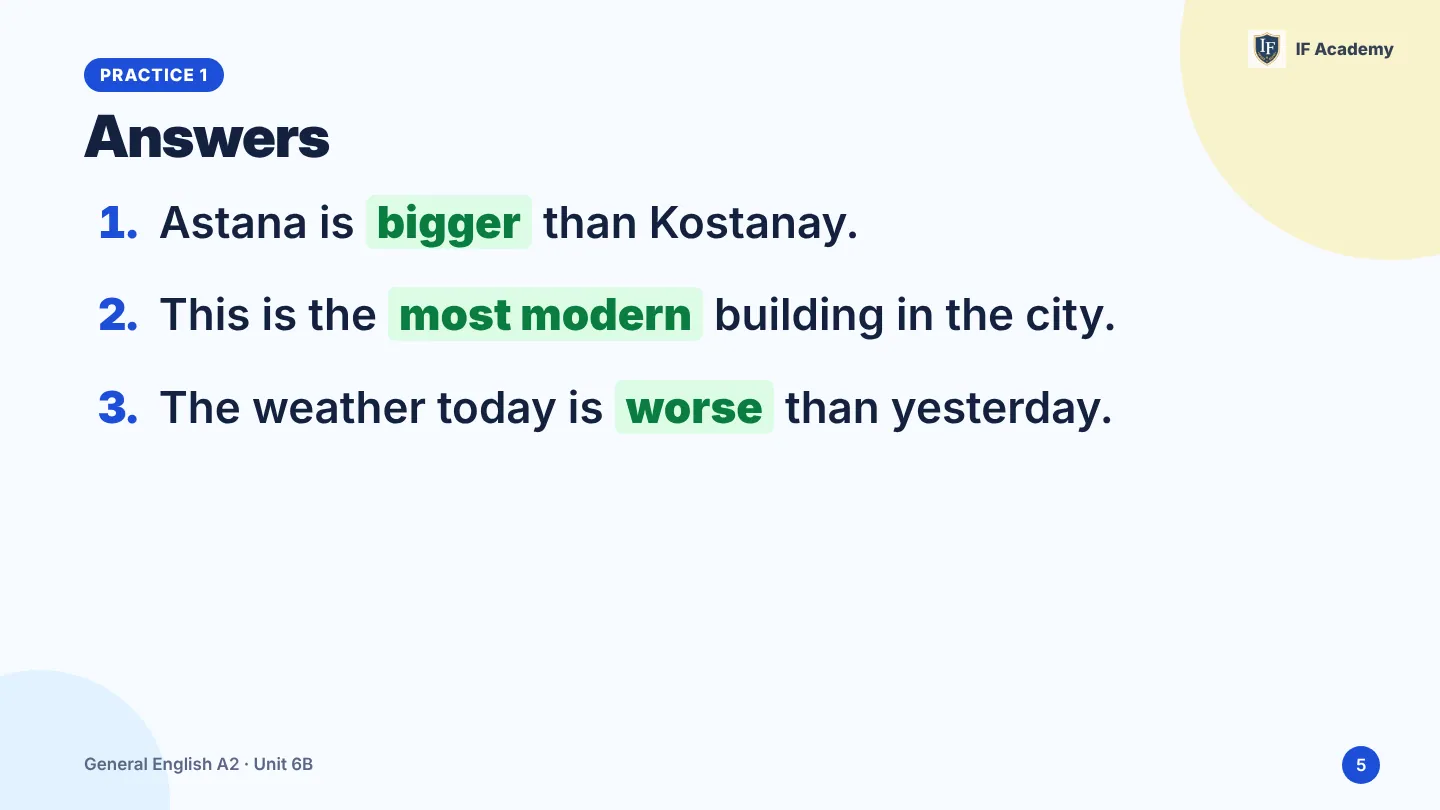 IF
IF Academy
PRACTICE 1
Answers
1. Astana is bigger than Kostanay.
2. This is the most modern building in the city.
3. The weather today is worse than yesterday.
General English A2 · Unit 6B
5